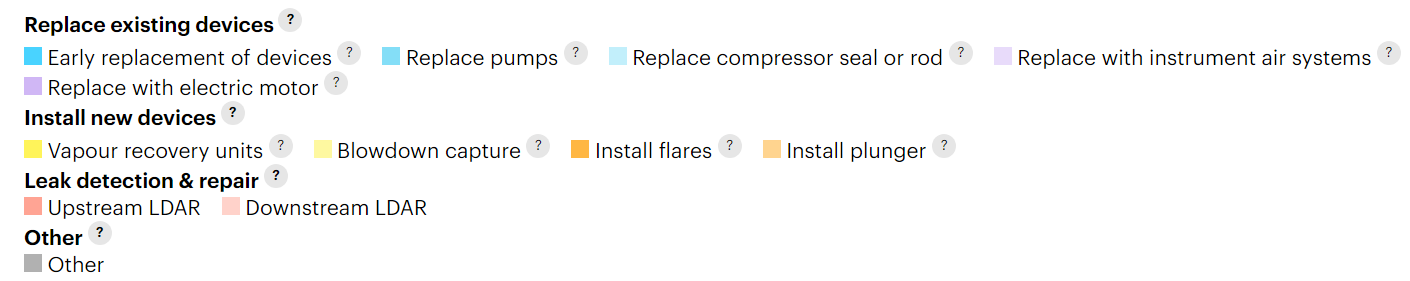 Replace existing devices ?
Early replacement of devices ? Replace pumps ? Replace compressor seal or rod ? Replace with instrument air systems ?
Replace with electric motor ?
Install new devices ?
Vapour recovery units ? Blowdown capture ? Install flares ? Install plunger ?
Leak detection & repair ?
Upstream LDAR Downstream LDAR
Other ?
Other